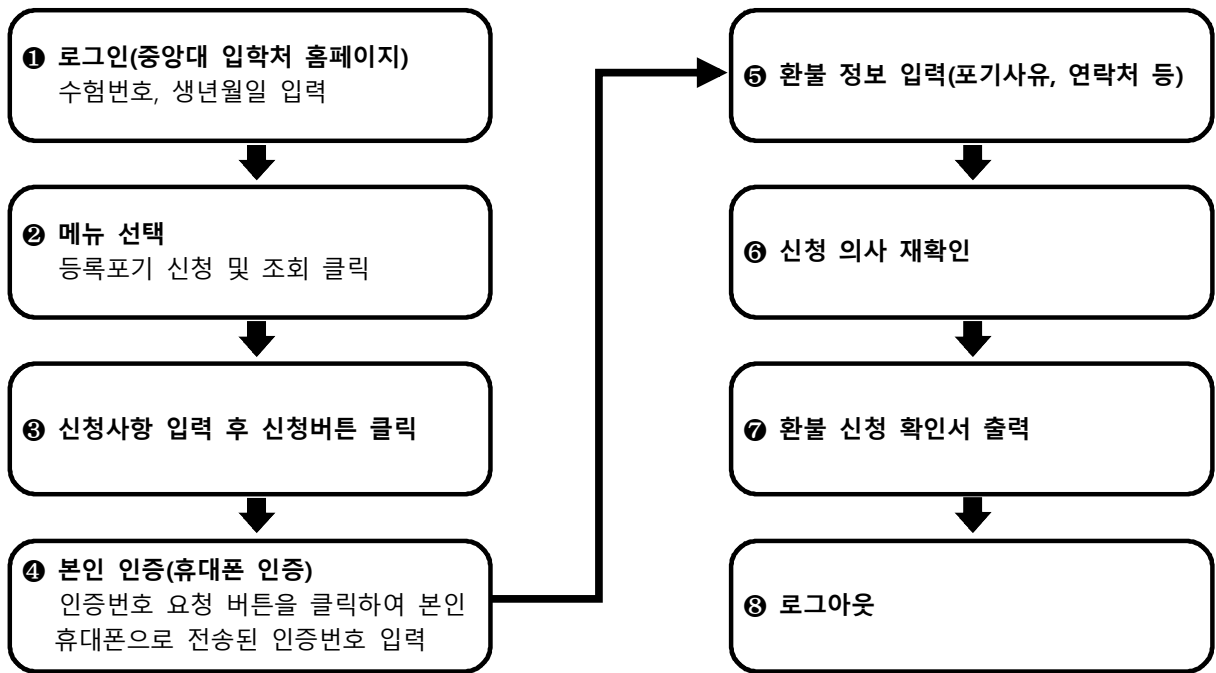 ❶ 로그인(중앙대 입학처 홈페이지)
수험번호, 생년월일 입력
❷ 메뉴 선택
등록포기 신청 및 조회 클릭
❸ 신청사항 입력 후 신청버튼 클릭
❹ 본인 인증(휴대폰 인증)
인증번호 요청 버튼을 클릭하여 본인
휴대폰으로 전송된 인증번호 입력
❺ 환불 정보 입력(포기사유, 연락처 등)
❻ 신청 의사 재확인
❼ 환불 신청 확인서 출력
❽ 로그아웃